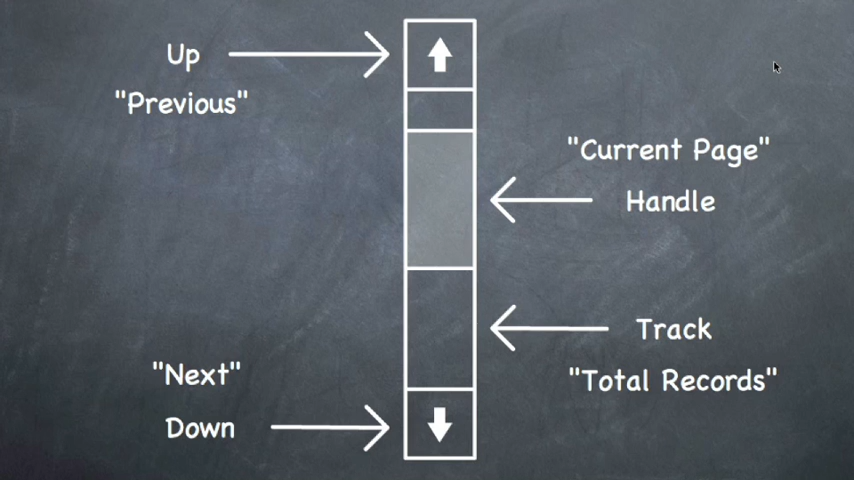 Up
"Previous"
"Current Page"
Handle
Track
"Total Records"
"Next"
Down